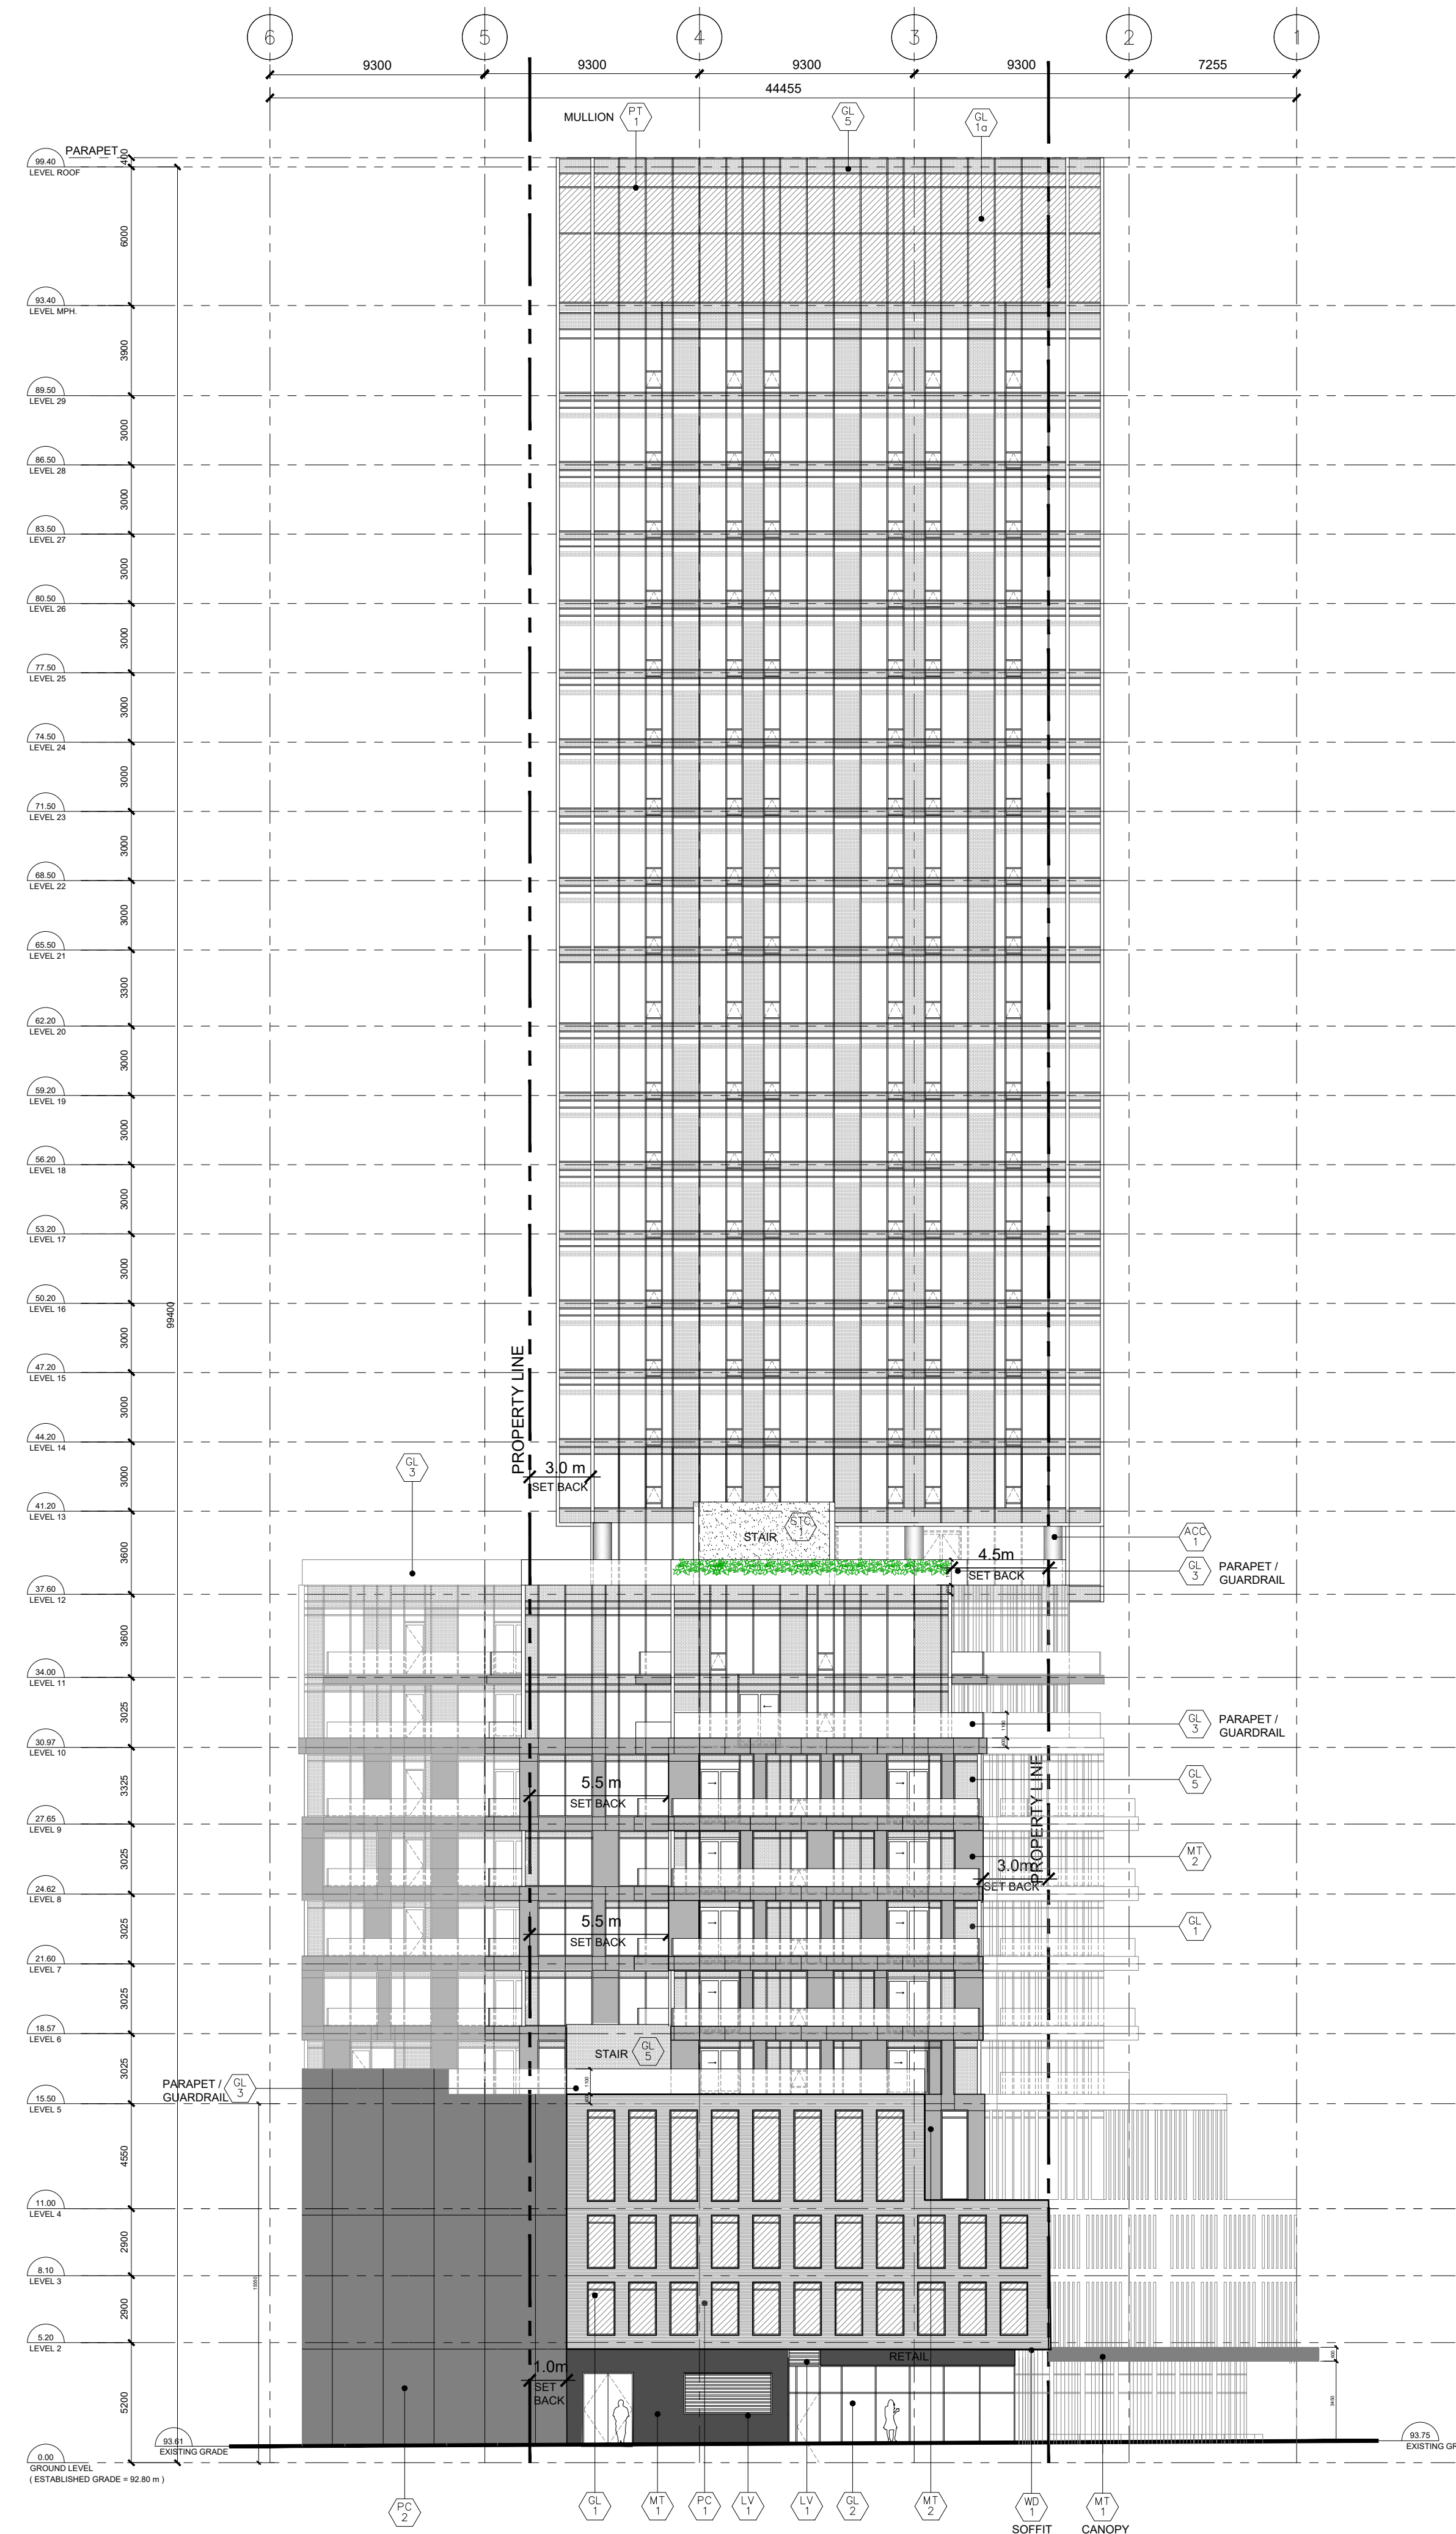 6
5
4
3
2
1
9300
9300
9300
9300
7255
44455
MULLION
PT
1
GL
5
GL
1a
PARAPET
400
99.40
LEVEL ROOF
6000
93.40
LEVEL MPH.
3900
89.50
LEVEL 29
3000
86.50
LEVEL 28
3000
83.50
LEVEL 27
3000
80.50
LEVEL 26
3000
77.50
LEVEL 25
3000
74.50
LEVEL 24
3000
71.50
LEVEL 23
3000
68.50
LEVEL 22
3000
65.50
LEVEL 21
3300
62.20
LEVEL 20
3000
59.20
LEVEL 19
3000
56.20
LEVEL 18
3000
53.20
LEVEL 17
3000
50.20
LEVEL 16
99400
3000
47.20
LEVEL 15
PROPERTY LINE
3000
44.20
LEVEL 14
GL
3
3.0 m
SET BACK
3000
41.20
LEVEL 13
STAIR
STC
1
ACC
1
3600
4.5m
SET BACK
GL
3
PARAPET /
GUARDRAIL
37.60
LEVEL 12
3600
34.00
LEVEL 11
3025
GL
3
PARAPET /
GUARDRAIL
1100
400
30.97
LEVEL 10
PROPERTY LINE
3325
5.5 m
SET BACK
GL
5
27.65
LEVEL 9
3025
MT
2
3.0m
SET BACK
24.62
LEVEL 8
3025
5.5 m
SET BACK
GL
1
21.60
LEVEL 7
3025
18.57
LEVEL 6
3025
STAIR
GL
5
PARAPET /
GUARDRAIL
GL
3
1100
400
15.50
LEVEL 5
4550
11.00
LEVEL 4
2900
8.10
LEVEL 3
15500
2900
5.20
LEVEL 2
RETAIL
600
1.0m
SET
BACK
5200
3450
93.61
EXISTING GRADE
93.75
EXISTING GR
0.00
GROUND LEVEL
( ESTABLISHED GRADE = 92.80 m )
PC
2
GL
1
MT
1
PC
1
LV
1
LV
1
GL
2
MT
2
WD
1
SOFFIT
MT
1
CANOPY